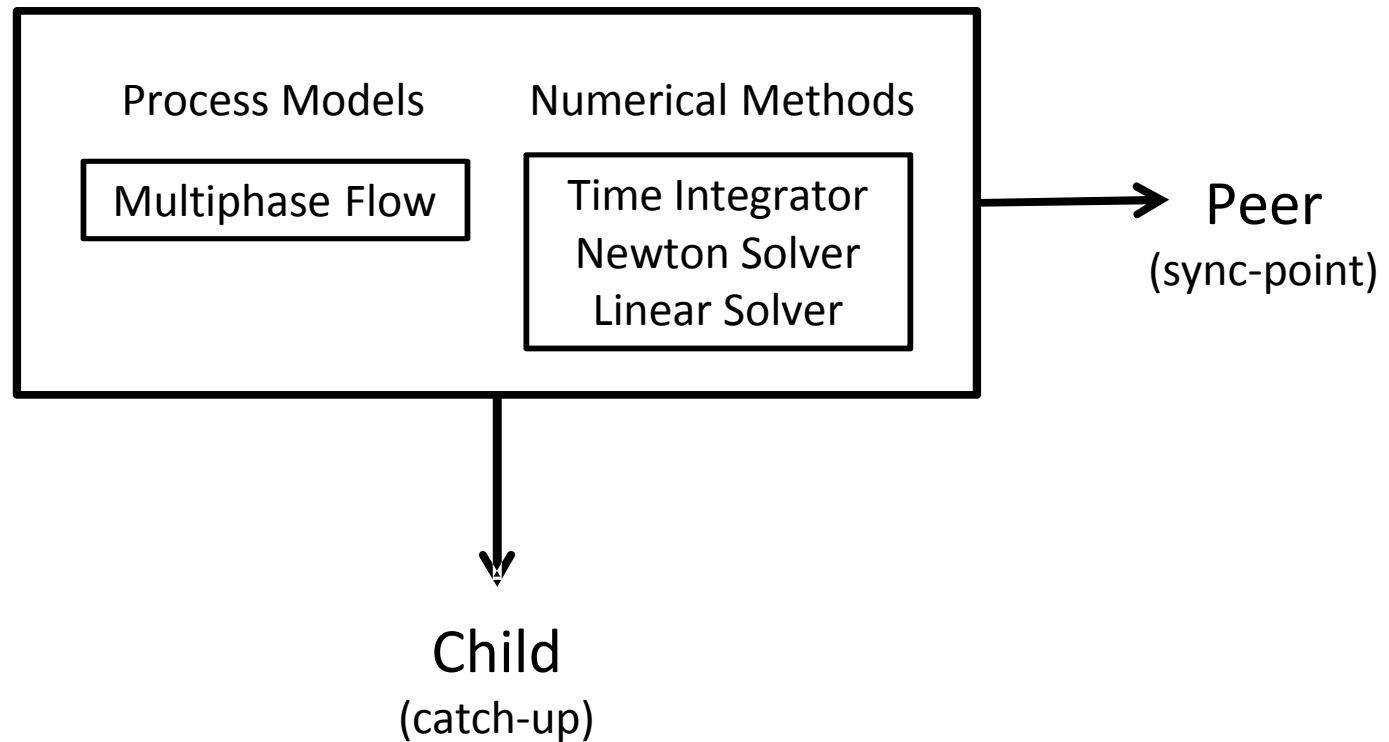 Process Models
Numerical Methods
Multiphase Flow
Time Integrator
Newton Solver
Linear Solver
Peer
(sync-point)
Child
(catch-up)